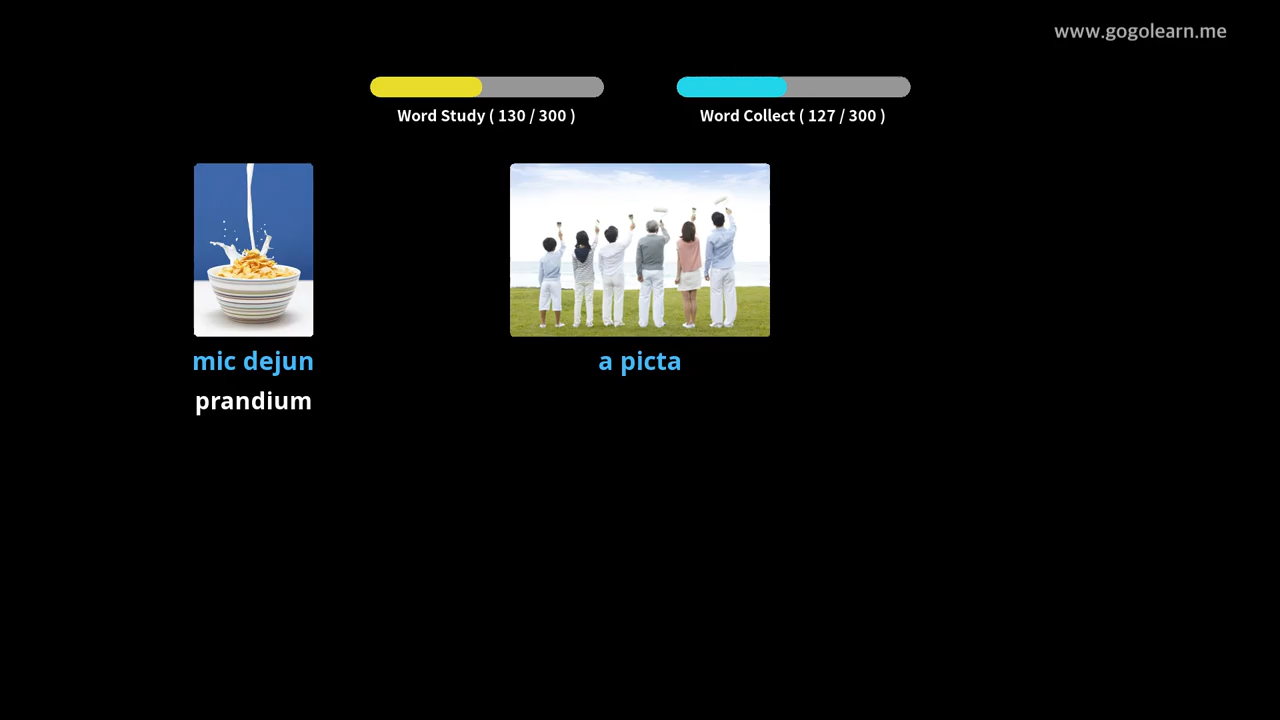 www.gogolearn.me
Word Study ( 130 / 300 )
Word Collect ( 127 / 300 )
mic dejun
a picta
prandium